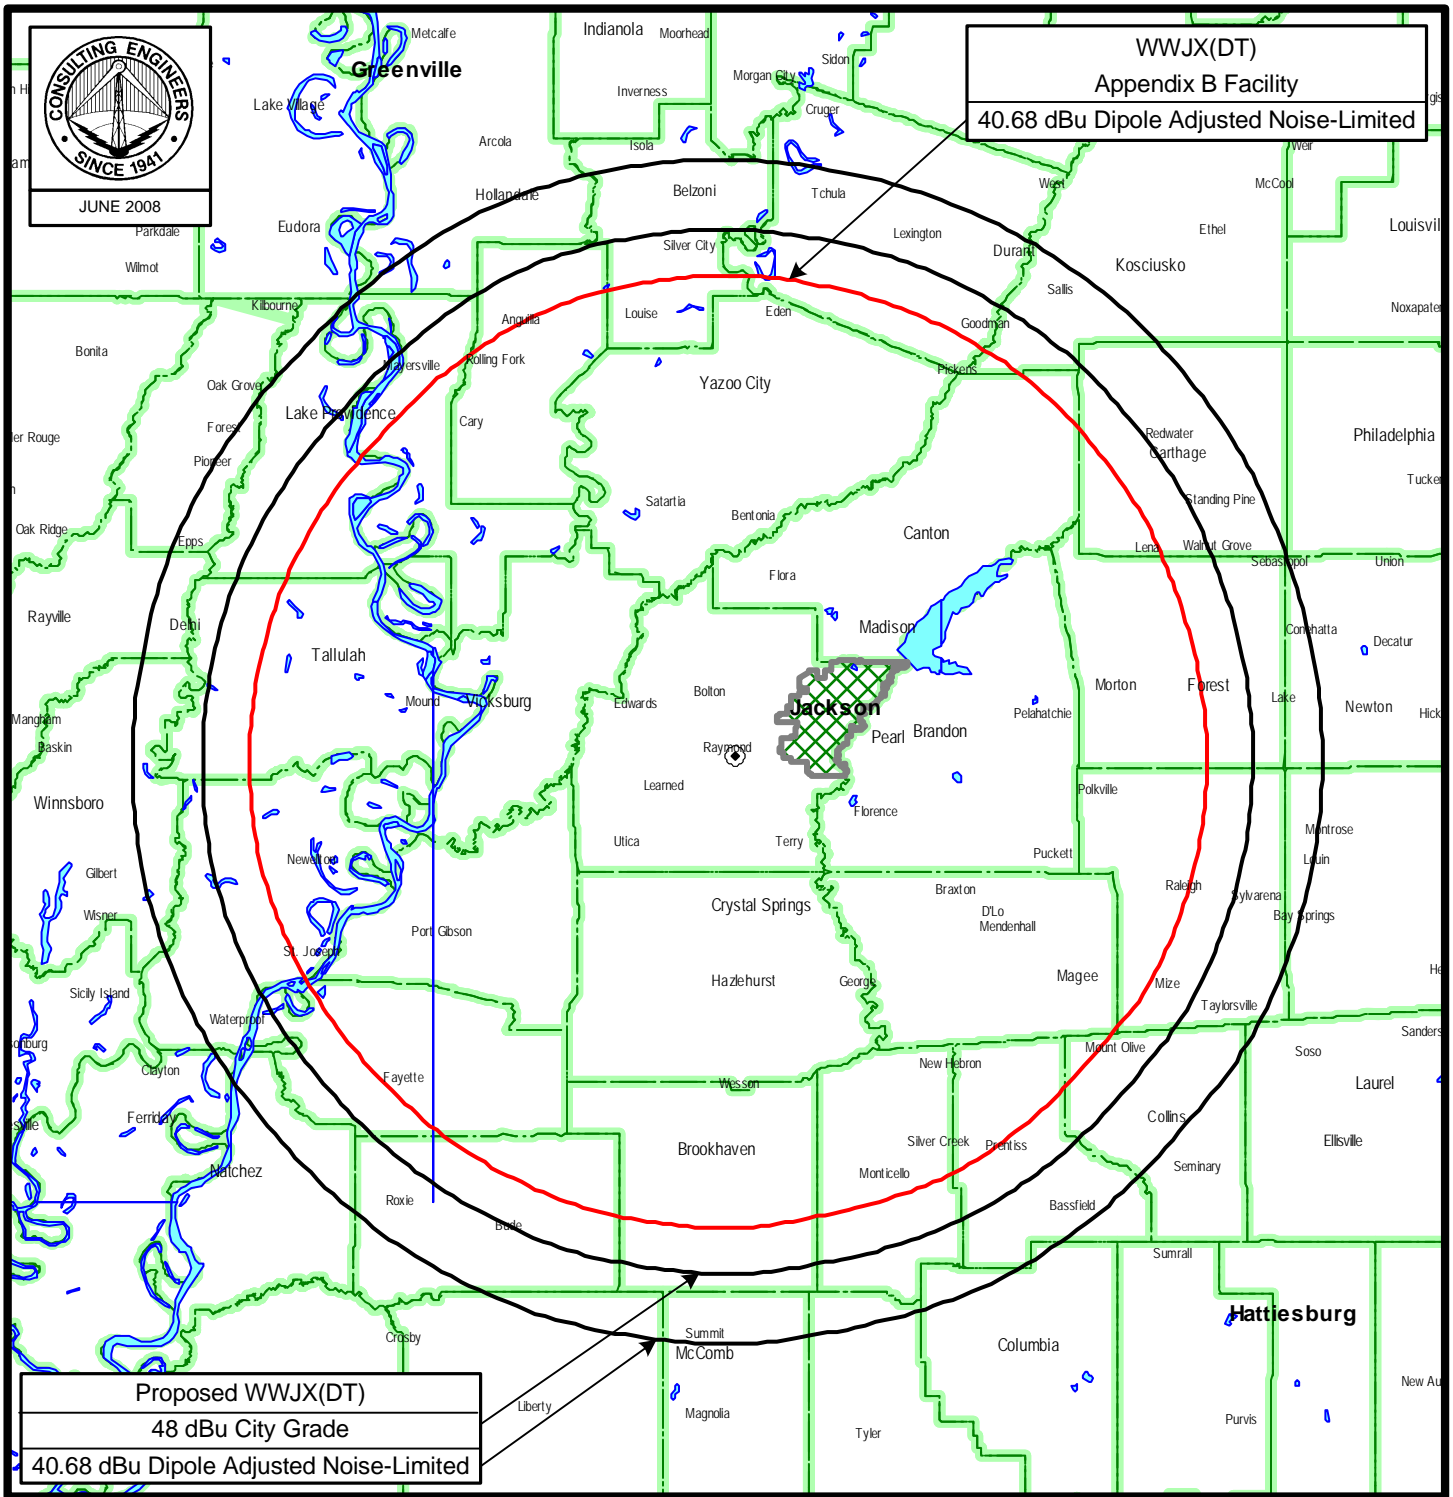 CONSULTING ENGINEERS
SINCE 1941
JUNE 2008
WWJX(DT)
Appendix B Facility
40.68 dBu Dipole Adjusted Noise-Limited
Metcalfe
Indianola
Moorhead
Greenville
Sidon
Morgan City
Lake Village
Inverness
Cruger
Arcola
Isola
Weir
Hollandale
Belzoni
Tchula
West
McCool
Parkdale
Eudora
Silver City
Lexington
Durant
Ethel
Wilmot
Kosciusko
Kilbourne
Anguilla
Louise
Eden
Sallis
Goodman
Bonita
Mayersville
Rolling Fork
Pickens
Oak Grove
Yazoo City
Lake Providence
Cary
Forest
Redwater
Carthage
Philadelphia
Pioneer
Satartia
Bentonia
Standing Pine
Oak Ridge
Epps
Canton
Lena
Walnut Grove
Sebastopol
Union
Flora
Rayville
Delhi
Madison
Conehatta
Decatur
Tallulah
Mound
Vicksburg
Edwards
Bolton
Jackson
Pelahatchie
Morton
Forest
Lake
Newton
Mangham
Baskin
Raymond
Pearl
Brandon
Winnsboro
Learned
Florence
Polkville
Montrose
Newellton
Utica
Terry
Puckett
Louin
Gilbert
Braxton
Raleigh
Sylvarena
Wisner
Crystal Springs
D'Lo
Mendenhall
Bay Springs
Port Gibson
St. Joseph
Hazlehurst
George
Magee
Mize
Sicily Island
Taylorsville
Waterproof
Mount Olive
Soso
Clayton
Fayette
Wesson
New Hebron
Laurel
Ferriday
Collins
Brookhaven
Silver Creek
Prentiss
Ellisville
Natchez
Monticello
Seminary
Roxie
Bassfield
Bude
Sumrall
Hattiesburg
Crosby
Summit
McComb
Columbia
Liberty
Magnolia
Tyler
Purvis
Proposed WWJX(DT)
48 dBu City Grade
40.68 dBu Dipole Adjusted Noise-Limited